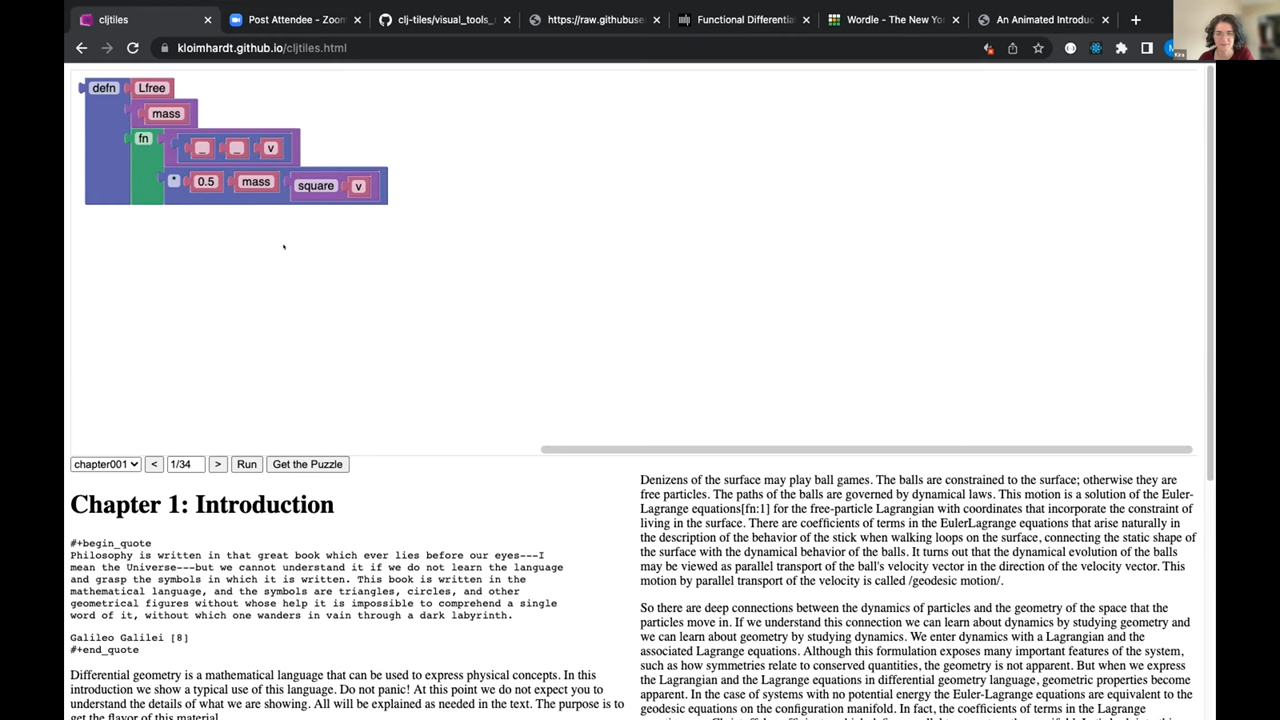 cljtiles
Post Attendee - Zoom
clj-tiles/visual_tools_
https://raw.githubuse
Functional Differentia
Wordle - The New Yo
An Animated Introduc
kloimhardt.github.io/cljtiles.html
Kira
defn Lfree
mass
fn _ _ v
* 0.5 mass square v
chapter001 < 1/34 > Run Get the Puzzle
Chapter 1: Introduction
#+begin_quote
Philosophy is written in that great book which ever lies before our eyes---I
mean the Universe---but we cannot understand it if we do not learn the language
and grasp the symbols in which it is written. This book is written in the
mathematical language, and the symbols are triangles, circles, and other
geometrical figures without whose help it is impossible to comprehend a single
word of it, without which one wanders in vain through a dark labyrinth.
Galileo Galilei [8]
#+end_quote
Differential geometry is a mathematical language that can be used to express physical concepts. In this
introduction we show a typical use of this language. Do not panic! At this point we do not expect you to
understand the details of what we are showing. All will be explained as needed in the text. The purpose is to
get the flavor of this material.
Denizens of the surface may play ball games. The balls are constrained to the surface; otherwise they are
free particles. The paths of the balls are governed by dynamical laws. This motion is a solution of the Euler-
Lagrange equations[fn:1] for the free-particle Lagrangian with coordinates that incorporate the constraint of
living in the surface. There are coefficients of terms in the EulerLagrange equations that arise naturally in
the description of the behavior of the stick when walking loops on the surface, connecting the static shape of
the surface with the dynamical behavior of the balls. It turns out that the dynamical evolution of the balls
may be viewed as parallel transport of the ball's velocity vector in the direction of the velocity vector. This
motion by parallel transport of the velocity is called /geodesic motion/.
So there are deep connections between the dynamics of particles and the geometry of the space that the
particles move in. If we understand this connection we can learn about dynamics by studying geometry and
we can learn about geometry by studying dynamics. We enter dynamics with a Lagrangian and the
associated Lagrange equations. Although this formulation exposes many important features of the system,
such as how symmetries relate to conserved quantities, the geometry is not apparent. But when we express
the Lagrangian and the Lagrange equations in differential geometry language, geometric properties become
apparent. In the case of systems with no potential energy the Euler-Lagrange equations are equivalent to the
geodesic equations on the configuration manifold. In fact, the coefficients of terms in the Lagrange